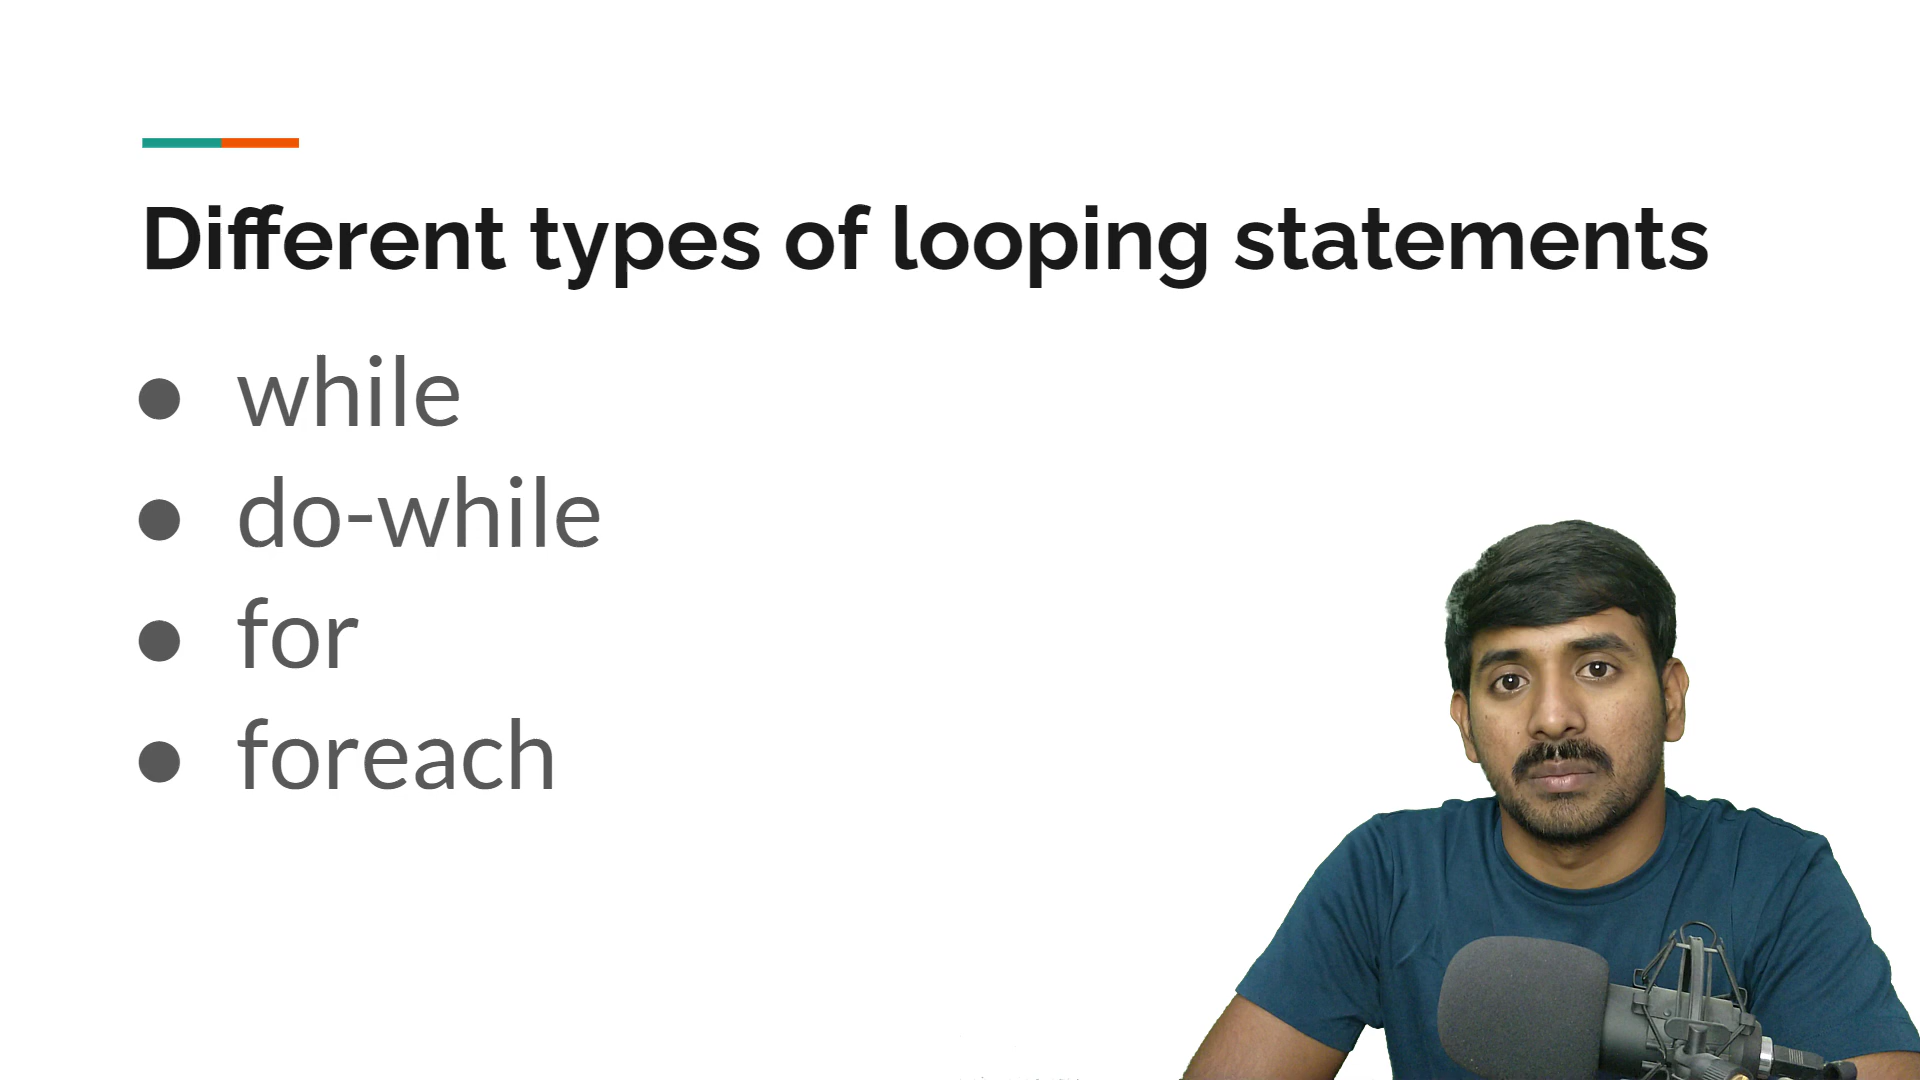 Different types of looping statements
while
do-while
for
foreach